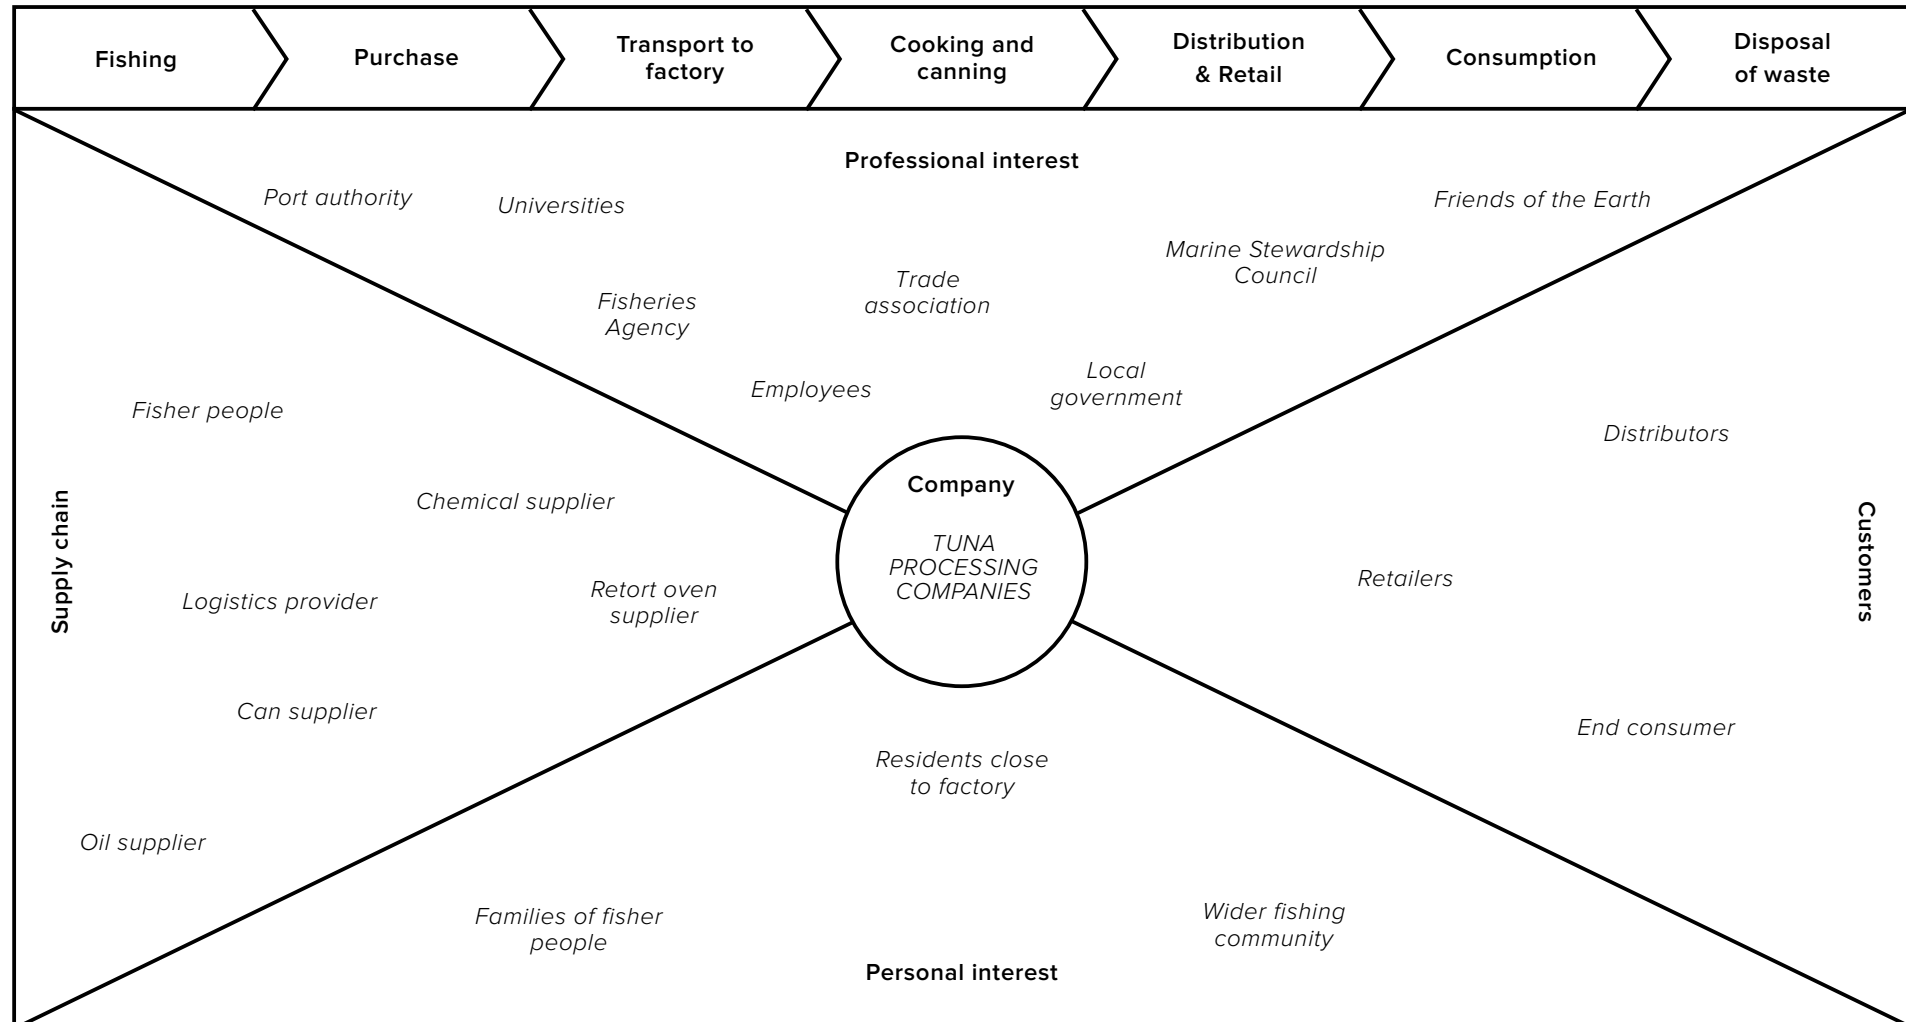 Fishing
Purchase
Transport to
factory
Cooking and
canning
Distribution
& Retail
Consumption
Disposal
of waste
Professional interest
Port authority
Universities
Friends of the Earth
Marine Stewardship
Council
Trade
association
Fisheries
Agency
Employees
Local
government
Supply chain
Fisher people
Chemical supplier
Logistics provider
Retort oven
supplier
Can supplier
Oil supplier
Company
TUNA
PROCESSING
COMPANIES
Customers
Distributors
Retailers
End consumer
Residents close
to factory
Families of fisher
people
Wider fishing
community
Personal interest